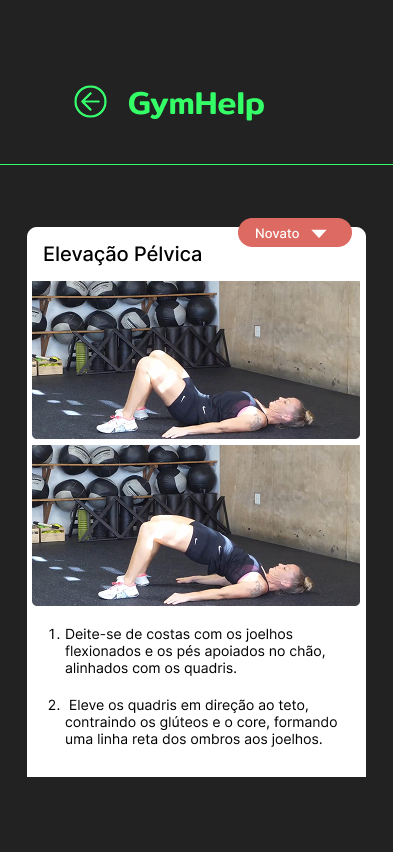 GymHelp
Novato
Elevação Pélvica
1. Deite-se de costas com os joelhos
flexionados e os pés apoiados no chão,
alinhados com os quadris.
2. Eleve os quadris em direção ao teto,
contraindo os glúteos e o core, formando
uma linha reta dos ombros aos joelhos.